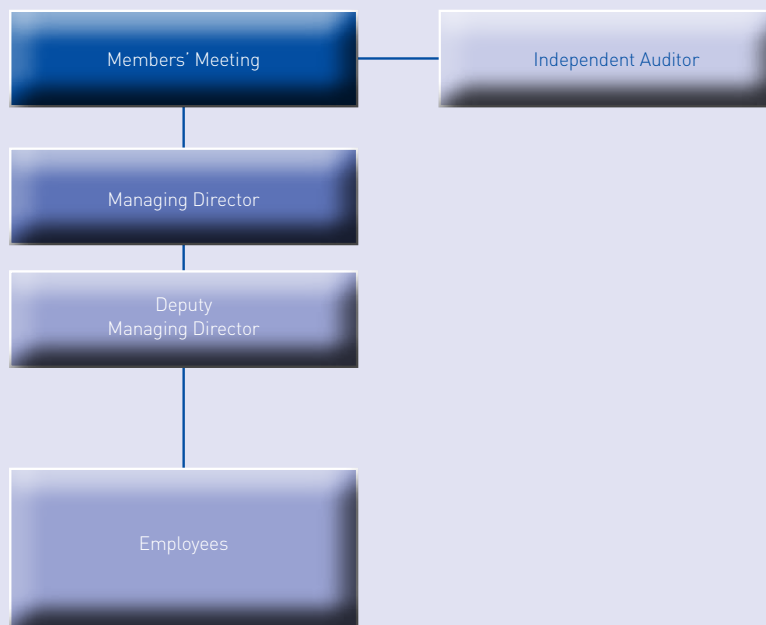 Members’ Meeting
Independent Auditor
Managing Director
Deputy
Managing Director
Employees